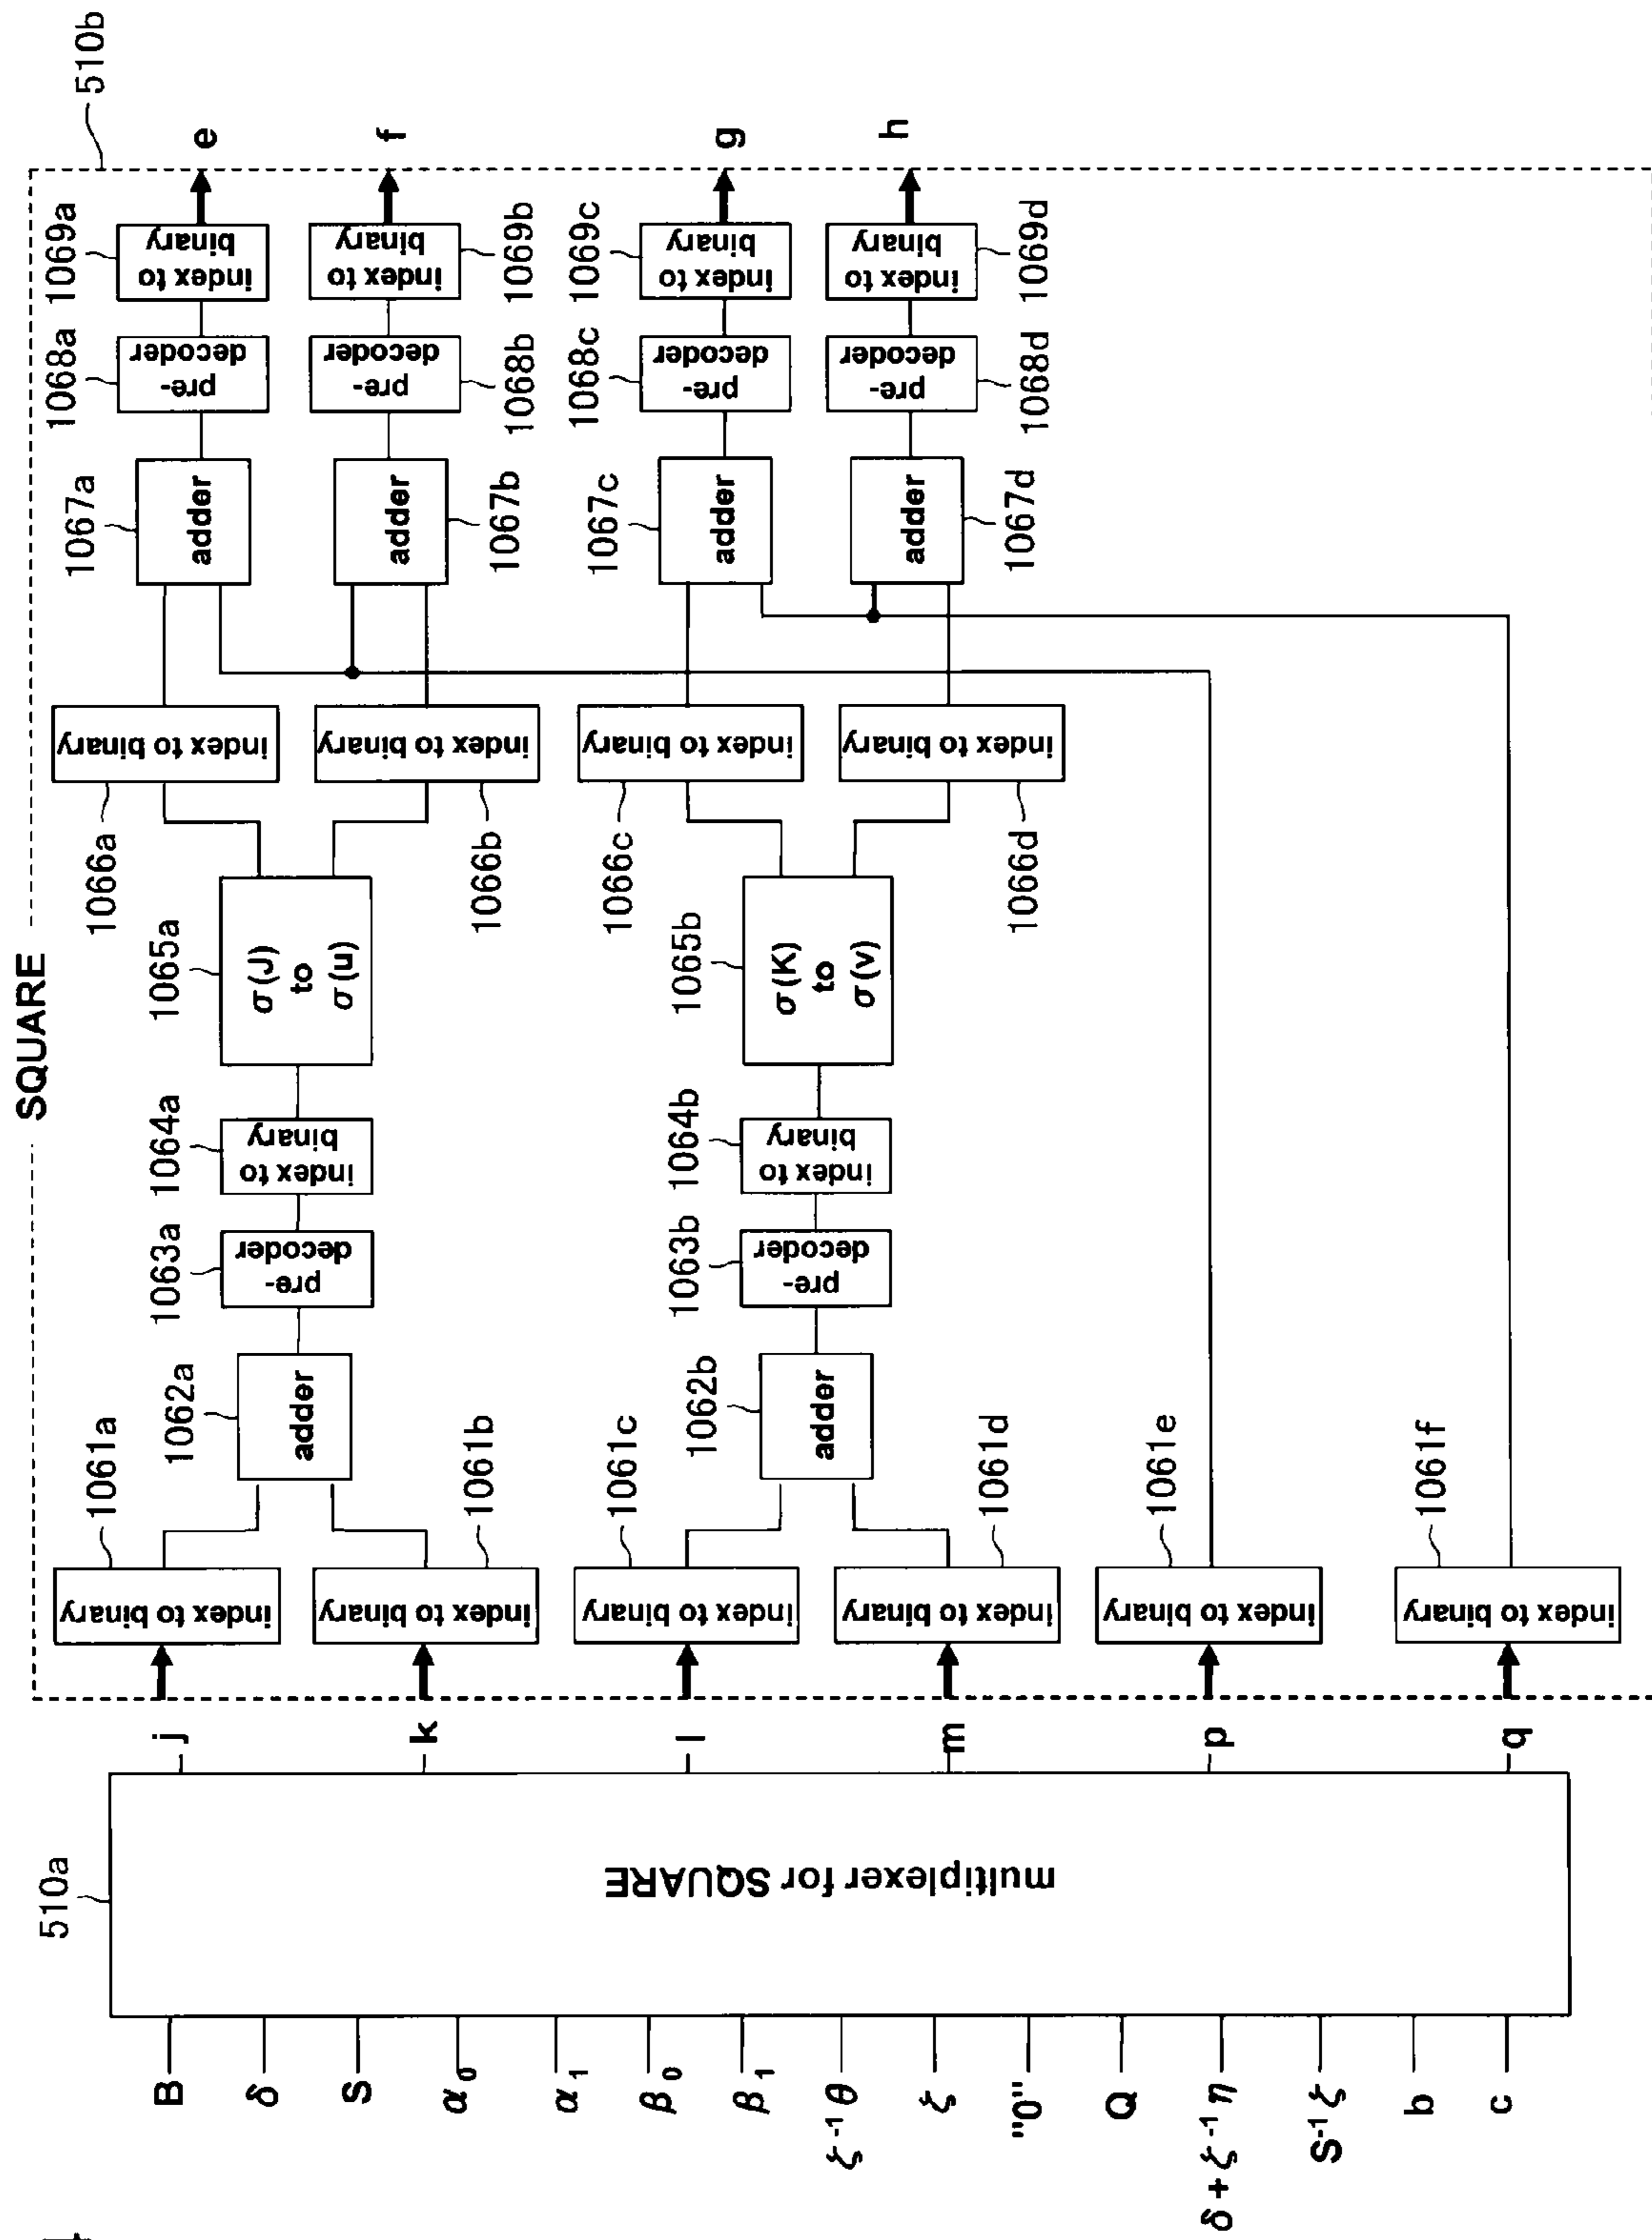 SQUARE
510b
e
f
g
h
1069a
1069b
1069c
1069d
index to binary
index to binary
index to binary
index to binary
1068a
1068b
1068c
1068d
pre-decoder
pre-decoder
pre-decoder
pre-decoder
1067a
1067b
1067c
1067d
adder
adder
adder
adder
index to binary
index to binary
index to binary
index to binary
1066a
1066b
1066c
1066d
1065a
1065b
σ(J)
to
σ(u)
σ(K)
to
σ(v)
1064a
1064b
index to binary
index to binary
1063a
1063b
pre-decoder
pre-decoder
1062a
1062b
adder
adder
1061a
1061b
1061c
1061d
1061e
1061f
index to binary
index to binary
index to binary
index to binary
index to binary
index to binary
j
k
l
m
p
q
510a
multiplexer for SQUARE
B
δ
S
α₀
α₁
β₀
β₁
ζ⁻¹θ
ζ
"0"
Q
δ+ζ⁻¹η
S⁻¹ζ
b
c